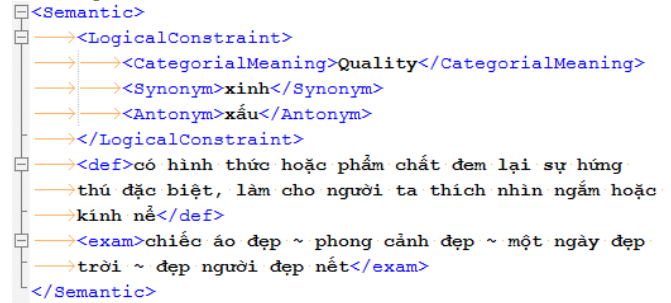 <Semantic>
<LogicalConstraint>
<CategorialMeaning>Quality</CategorialMeaning>
<Synonym>xinh</Synonym>
<Antonym>xấu</Antonym>
</LogicalConstraint>
<def>có hình thức hoặc phẩm chất đem lại sự hứng
thú đặc biệt, làm cho người ta thích nhìn ngắm hoặc
kính nể</def>
<exam>chiếc áo đẹp ~ phong cảnh đẹp ~ một ngày đẹp
trời ~ đẹp người đẹp nết</exam>
</Semantic>